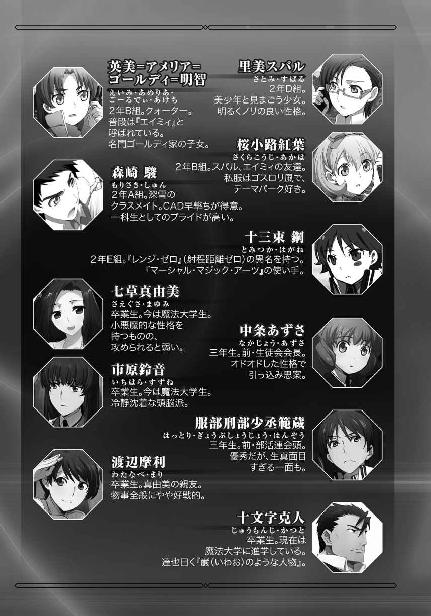 英美=アメリア=
ゴールディ=明智
えいみ・あめりあ・
ごーるでぃ・あけち
2年B組。クォーター。
普段は『エイミィ』と
呼ばれている。
名門ゴールディ家の子女。
里美スバル
さとみ・すばる
2年D組。
美少年と見まごう少女。
明るくノリの良い性格。
桜小路紅葉
さくらこうじ・あかは
2年B組。スバル、エイミィの友達。
私服はゴスロリ風で、
テーマパーク好き。
森崎 駿
もりさき・しゅん
2年A組。深雪の
クラスメイト。CAD早撃ちが得意。
一科生としてのプライドが高い。
十三束 鋼
とみつか・はがね
2年E組。『レンジ・ゼロ』(射程距離ゼロ)の異名を持つ。
『マーシャル・マジック・アーツ』の使い手。
七草真由美
さえぐさ・まゆみ
卒業生。今は魔法大学生。
小悪魔的な性格を
持つものの、
攻められると弱い。
中条あずさ
なかじょう・あずさ
三年生。前・生徒会会長。
オドオドした性格で
引っ込み思案。
市原鈴音
いちはら・すずね
卒業生。今は魔法大学生。
冷静沈着な頭脳派。
服部刑部少丞範蔵
はっとり・ぎょうぶしょうじょう・はんぞう
三年生。前・部活連会頭。
優秀だが、生真面目
すぎる一面も。
渡辺摩利
わたなべ・まり
卒業生。真由美の親友。
物事全般にやや好戦的。
十文字克人
じゅうもんじ・かつと
卒業生。現在は
魔法大学に進学している。
達也曰く『巌(いわお)のような人物』。